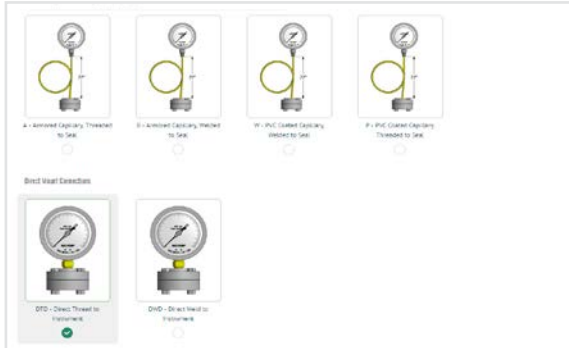 A - Armored Capillary, Threaded
to Seal
B - Armored Capillary, Welded
to Seal
W - PVC Coated Capillary,
Welded to Seal
P - PVC Coated Capillary,
Threaded to Seal
Direct Mount Connections
DTD - Direct Thread to
Instrument
DWD - Direct Weld to
Instrument